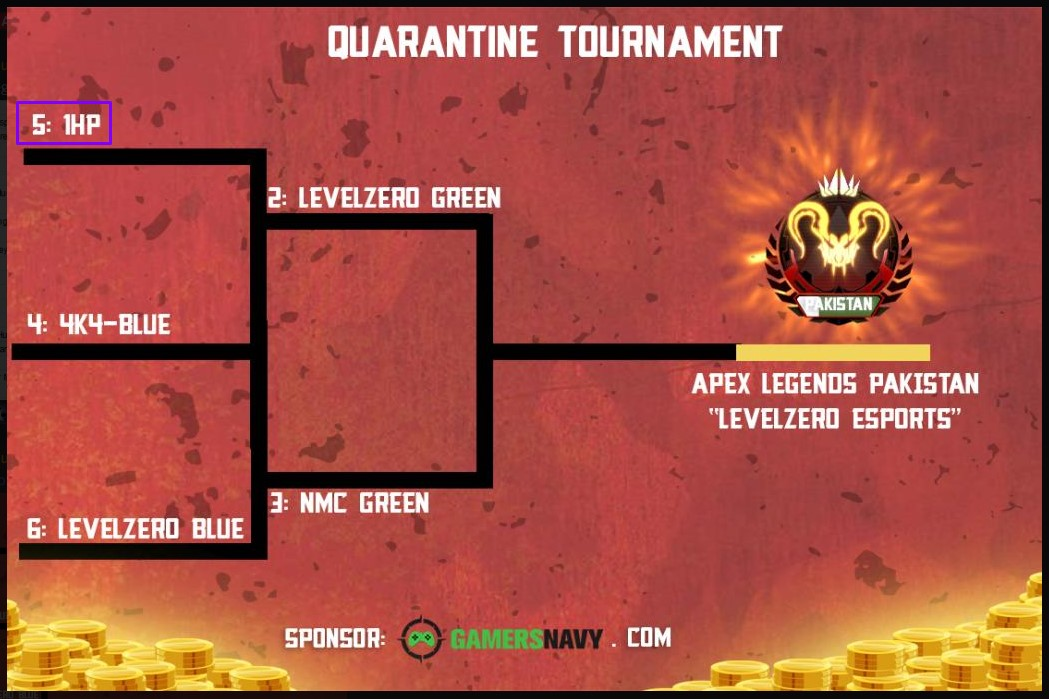 QUARANTINE TOURNAMENT
5: 1HP
2: LEVELZERO GREEN
PAKISTAN
4: 4K4-BLUE
APEX LEGENDS PAKISTAN
"LEVELZERO ESPORTS"
3: NMC GREEN
6: LEVELZERO BLUE
SPONSOR: GAMERSNAVY . COM